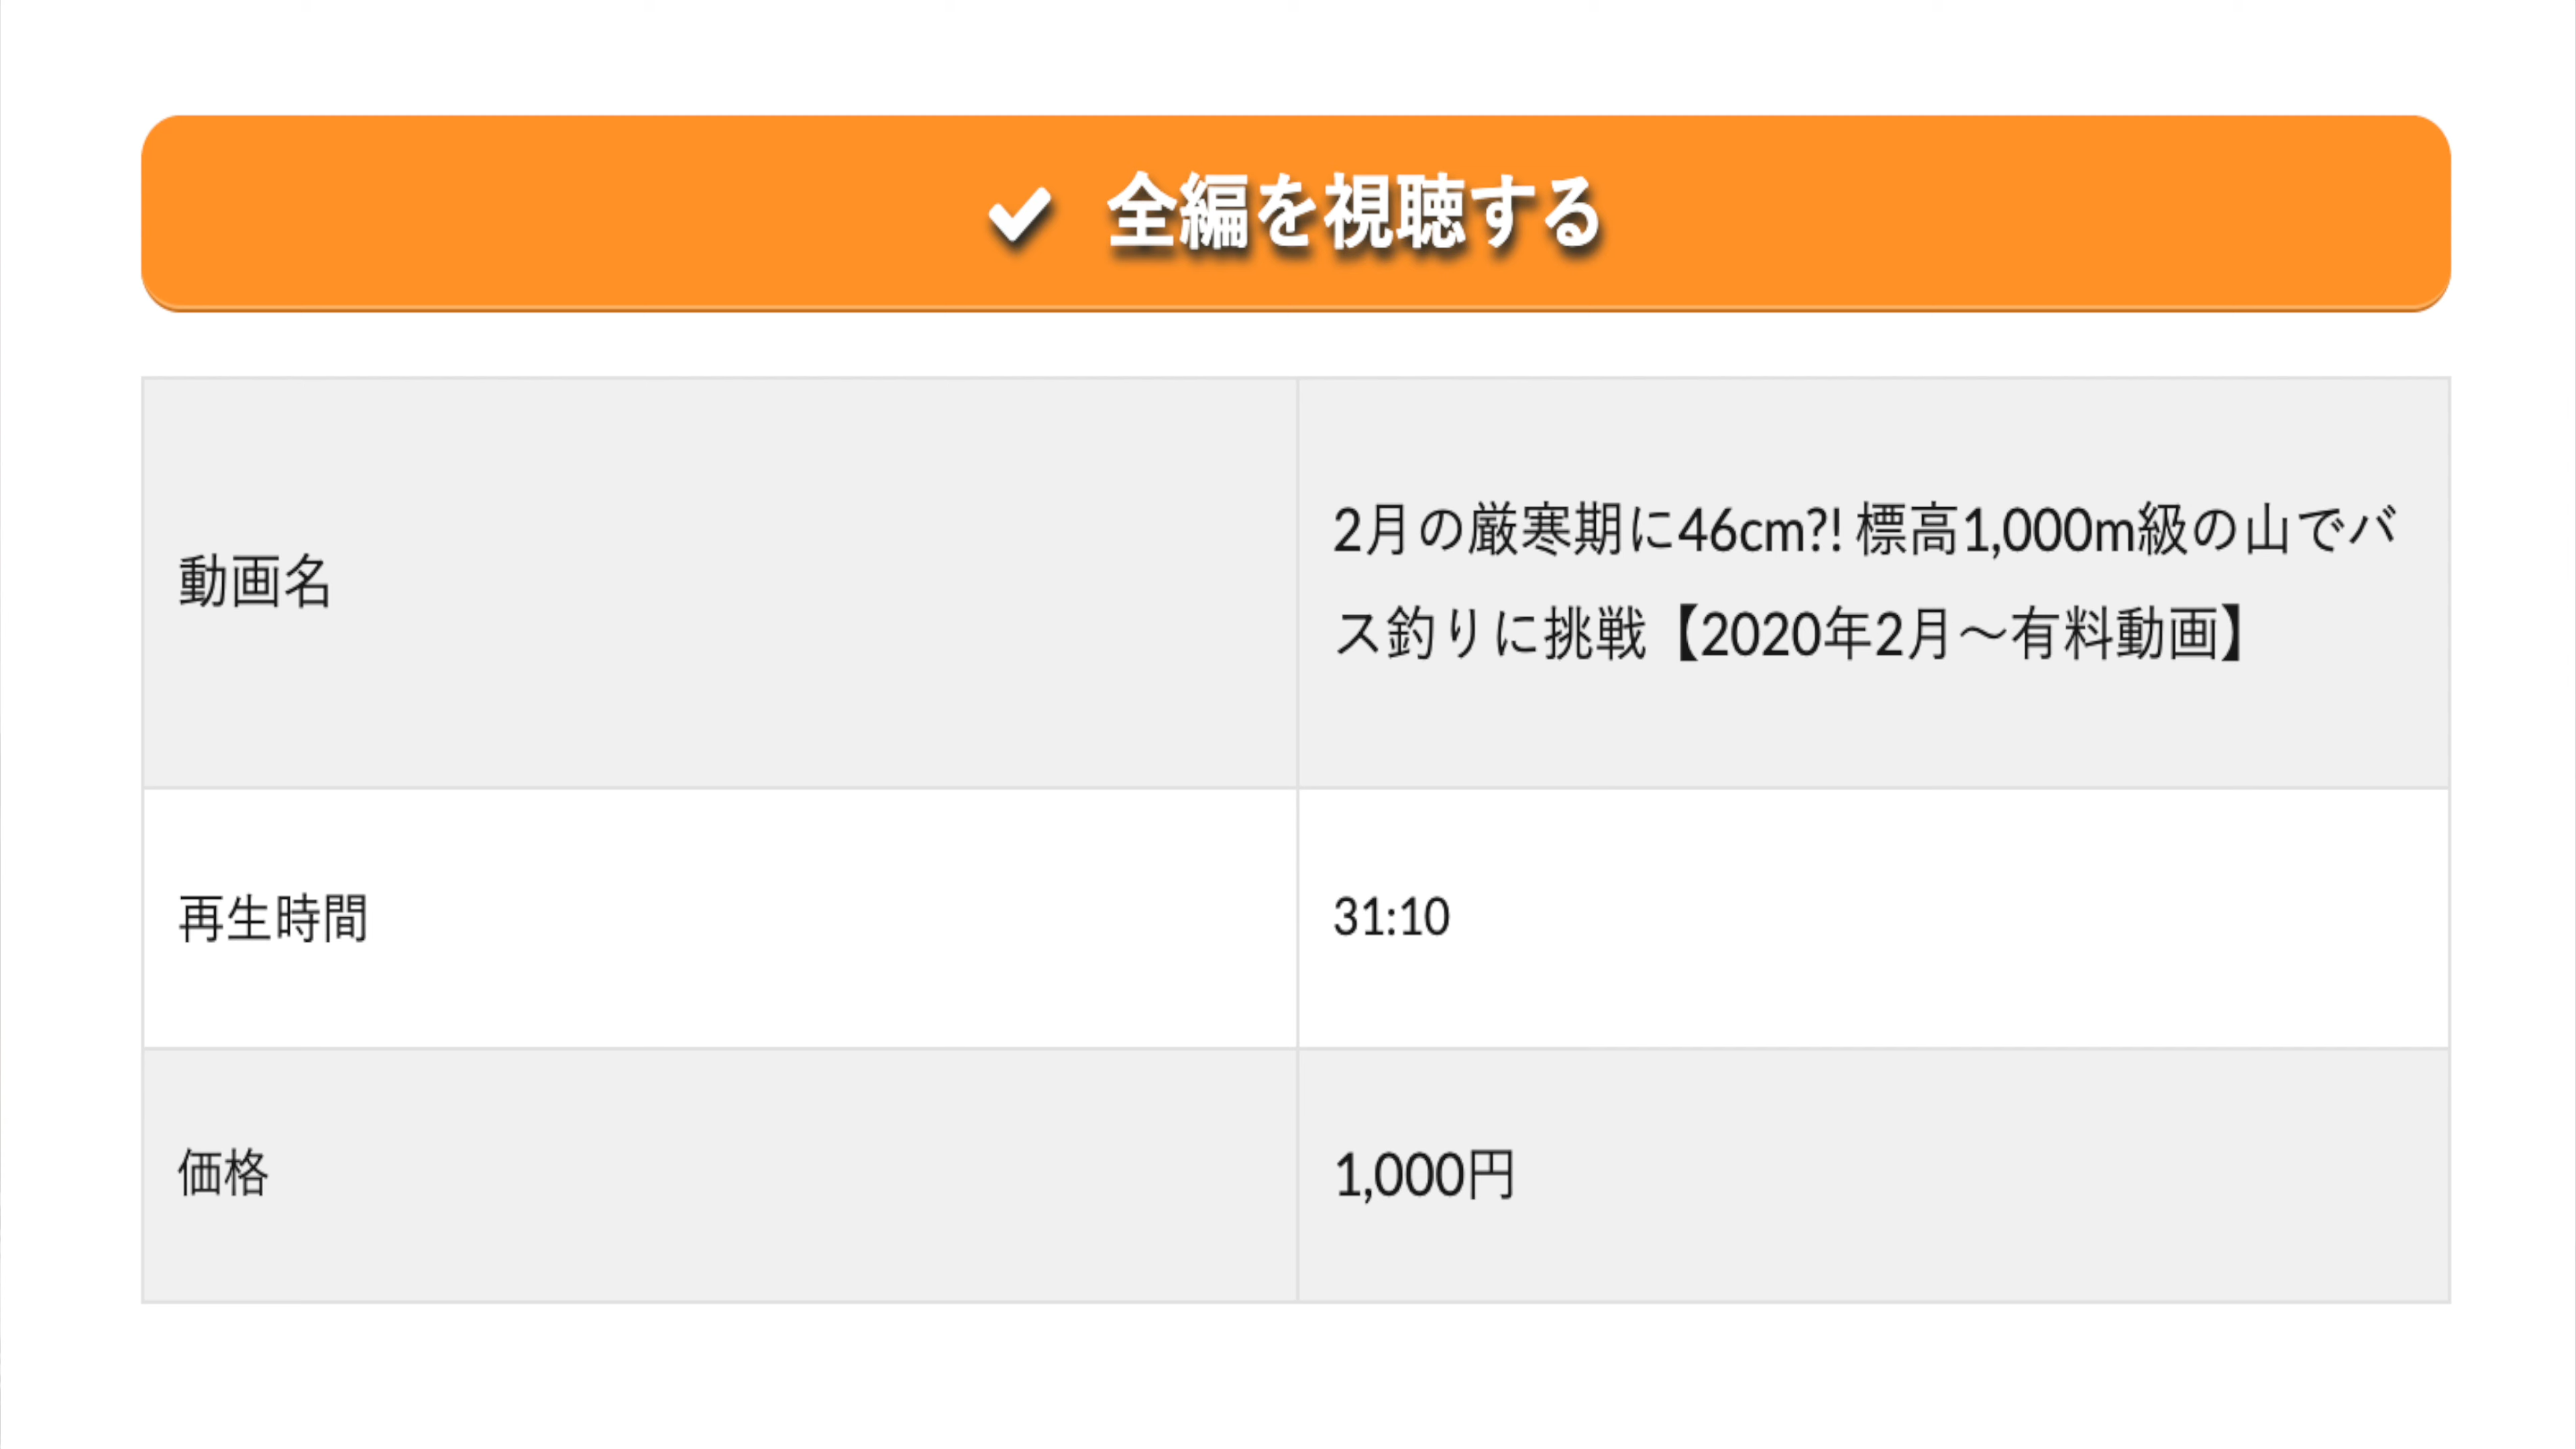 全編を視聴する
動画名
2月の厳寒期に46cm?! 標高1,000m級の山でバ
ス釣りに挑戦【2020年2月〜有料動画】
再生時間
31:10
価格
1,000円